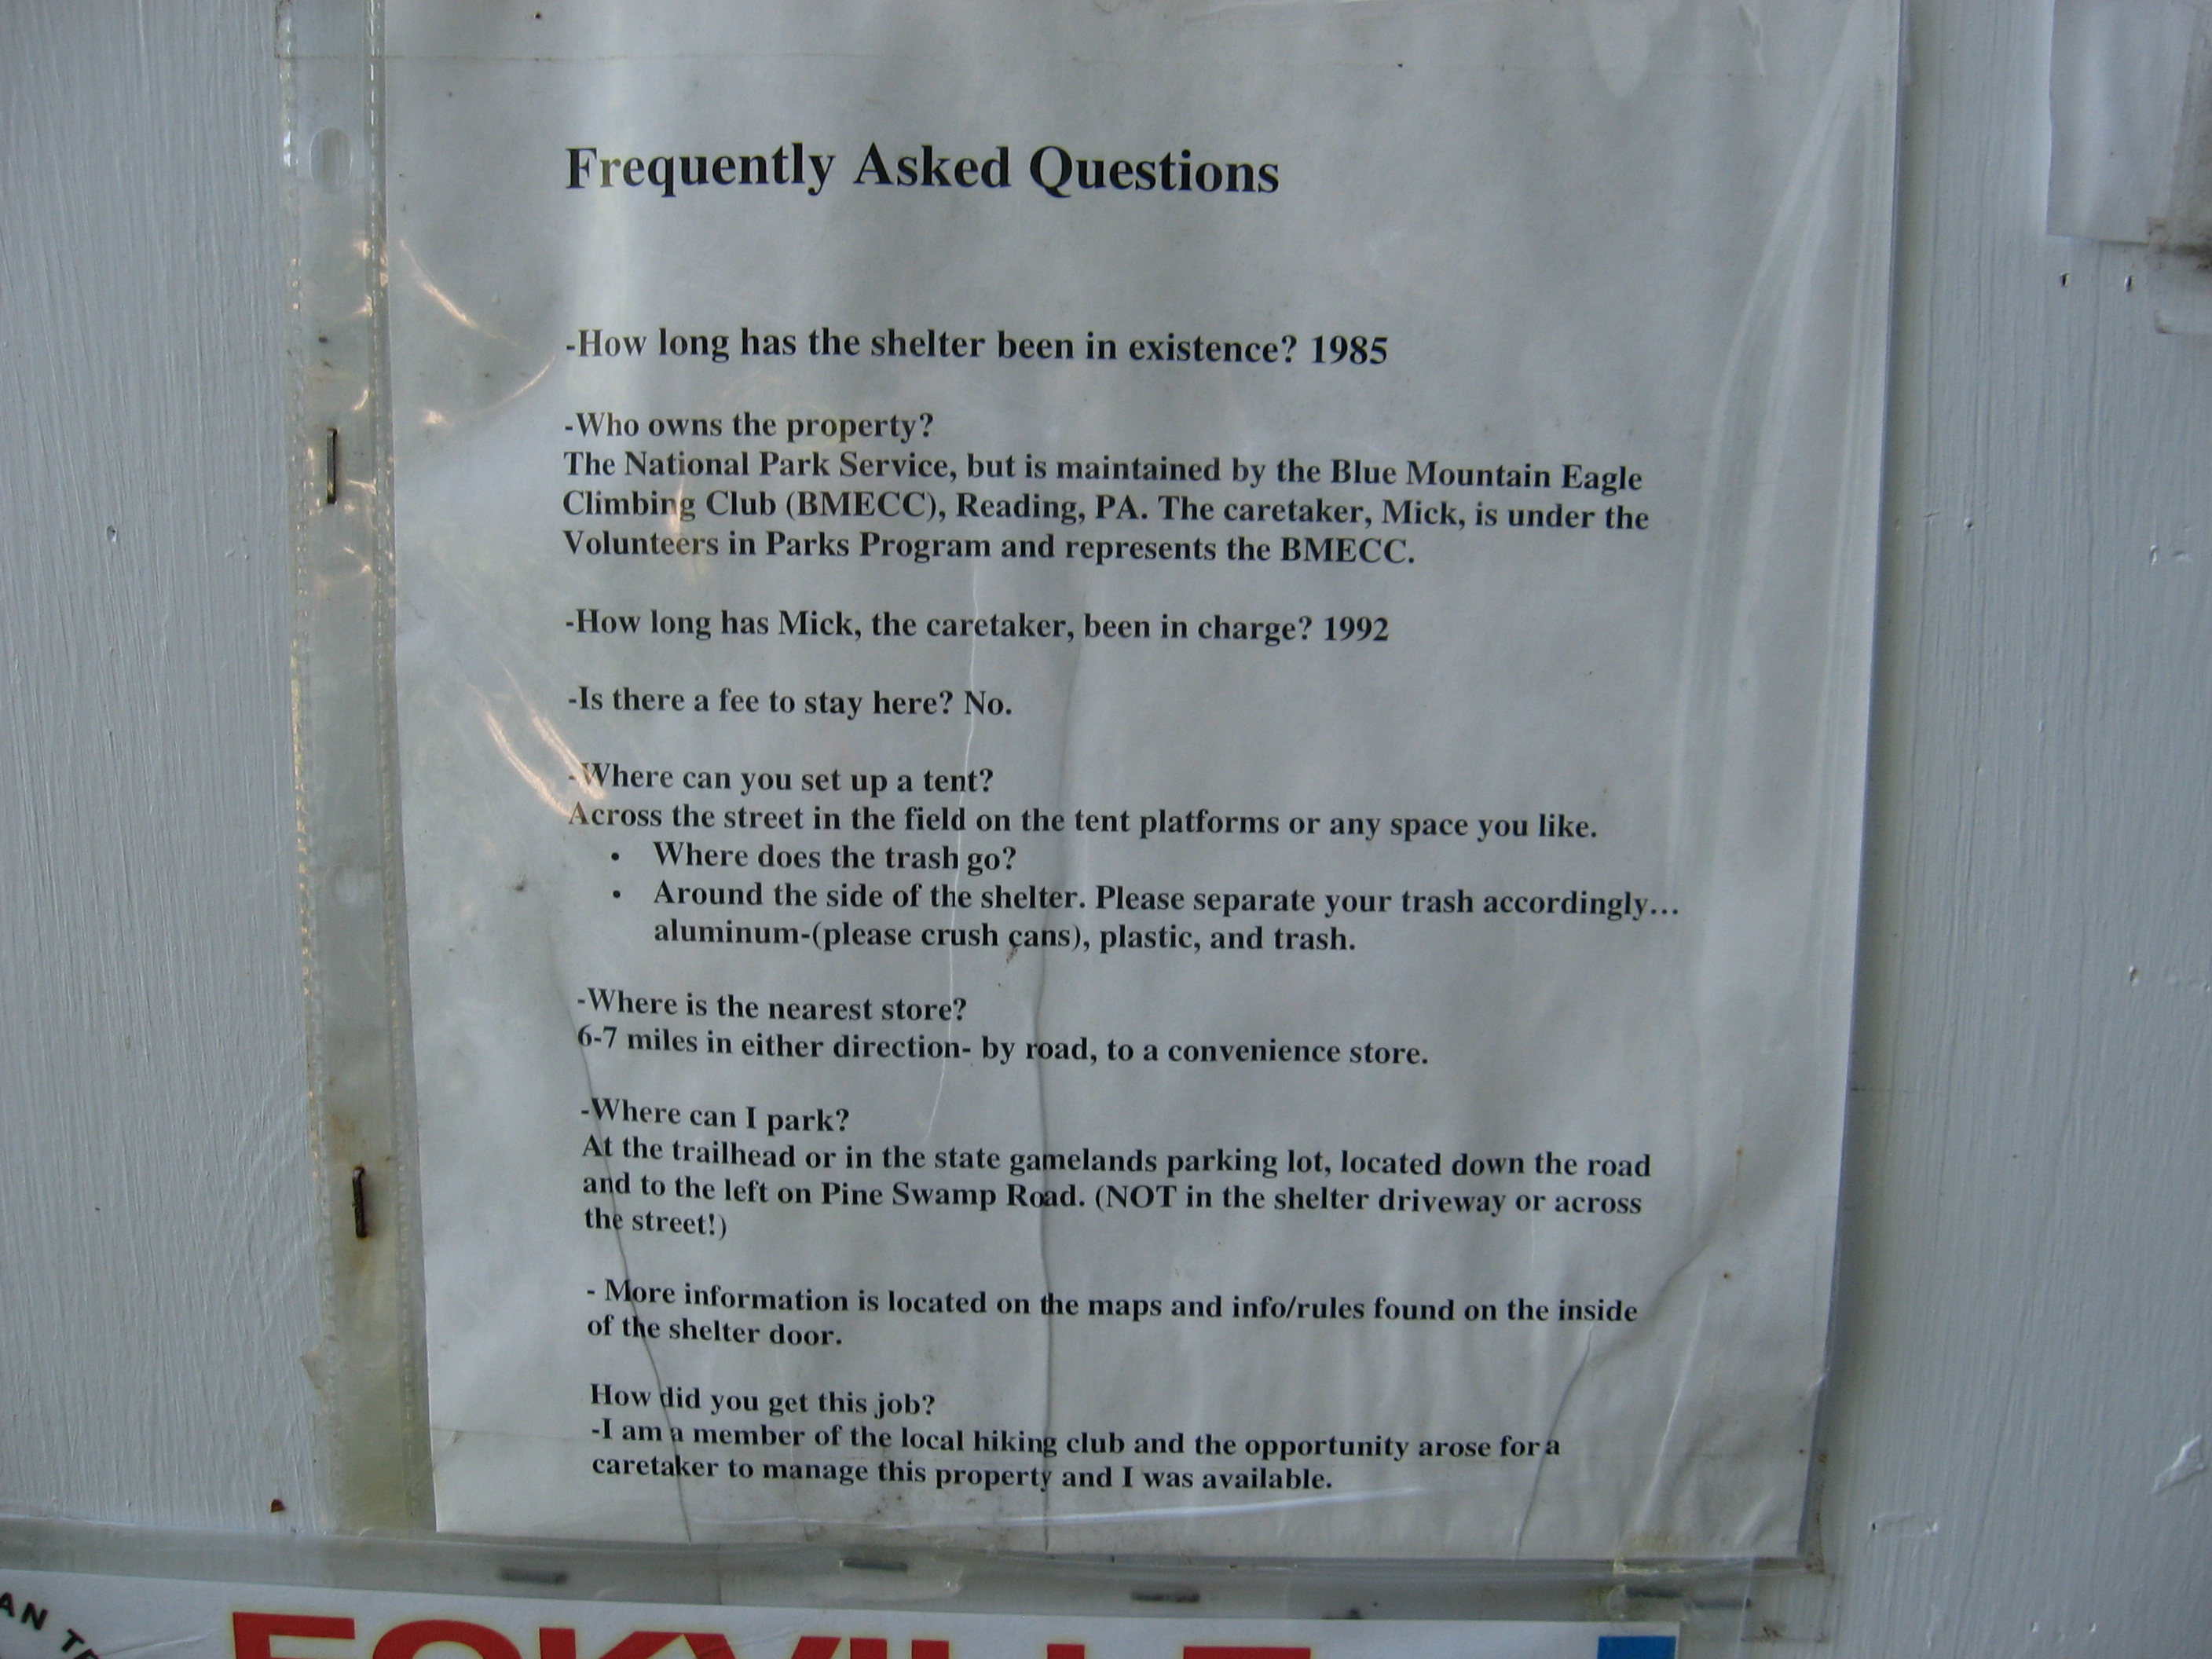 Frequently Asked Questions
-How long has the shelter been in existence? 1985
-Who owns the property?
The National Park Service, but is maintained by the Blue Mountain Eagle
Climbing Club (BMECC), Reading, PA. The caretaker, Mick, is under the
Volunteers in Parks Program and represents the BMECC.
-How long has Mick, the caretaker, been in charge? 1992
-Is there a fee to stay here? No.
-Where can you set up a tent?
Across the street in the field on the tent platforms or any space you like.
• Where does the trash go?
• Around the side of the shelter. Please separate your trash accordingly…
aluminum-(please crush cans), plastic, and trash.
-Where is the nearest store?
6-7 miles in either direction- by road, to a convenience store.
-Where can I park?
At the trailhead or in the state gamelands parking lot, located down the road
and to the left on Pine Swamp Road. (NOT in the shelter driveway or across
the street!)
- More information is located on the maps and info/rules found on the inside
of the shelter door.
How did you get this job?
-I am a member of the local hiking club and the opportunity arose for a
caretaker to manage this property and I was available.
ECKVILLE